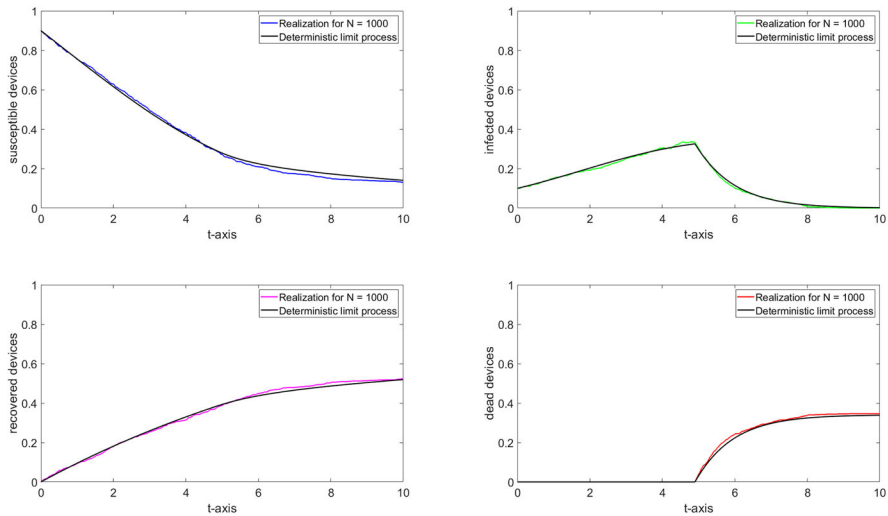 susceptible devices
1
0.8
0.6
0.4
0.2
0
Realization for N = 1000
Deterministic limit process
0 2 4 6 8 10
t-axis
infected devices
1
0.8
0.6
0.4
0.2
0
Realization for N = 1000
Deterministic limit process
0 2 4 6 8 10
t-axis
recovered devices
1
0.8
0.6
0.4
0.2
0
Realization for N = 1000
Deterministic limit process
0 2 4 6 8 10
t-axis
dead devices
1
0.8
0.6
0.4
0.2
0
Realization for N = 1000
Deterministic limit process
0 2 4 6 8 10
t-axis